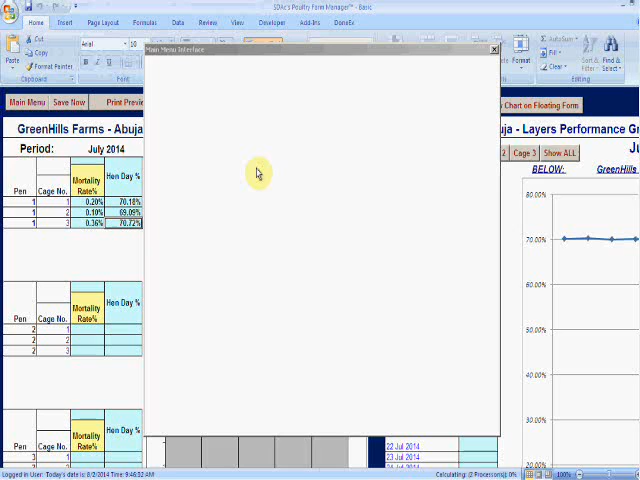 SDAc's Poultry Farm Manager™ - Basic
Home Insert Page Layout Formulas Data Review View Developer Add-Ins DoneEx
Cut
Copy
Format Painter
Paste
Clipboard
Arial 10
B I U
Font
Format
AutoSum
Fill
Clear
Sort &
Filter
Find &
Select
Editing
Main Menu Interface
Main Menu Save Now Print Previe
Chart on Floating Form
GreenHills Farms - Abuja
uja - Layers Performance Gr
Period: July 2014
Ju
2 Cage 3 Show ALL
BELOW: GreenHills
Pen Cage No. Mortality Rate% Hen Day %
1 1 0.20% 70.18%
1 2 0.10% 69.09%
1 3 0.36% 70.72%
Pen Cage No. Mortality Rate% Hen Day %
2 1
2 2
2 3
Pen Cage No. Mortality Rate% Hen Day %
3 1
80.00%
70.00%
60.00%
50.00%
40.00%
30.00%
20.00%
22 Jul 2014
23 Jul 2014
Logged in User: Today's date is: 8/2/2014 Time: 9:46:02 AM
Calculating: (2 Processors): 0%
100%